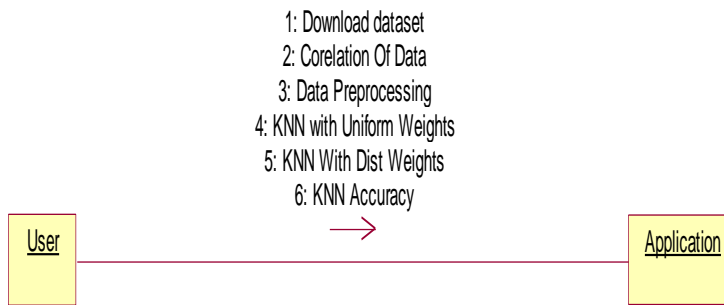 1: Download dataset
2: Corelation Of Data
3: Data Preprocessing
4: KNN with Uniform Weights
5: KNN With Dist Weights
6: KNN Accuracy
User
Application